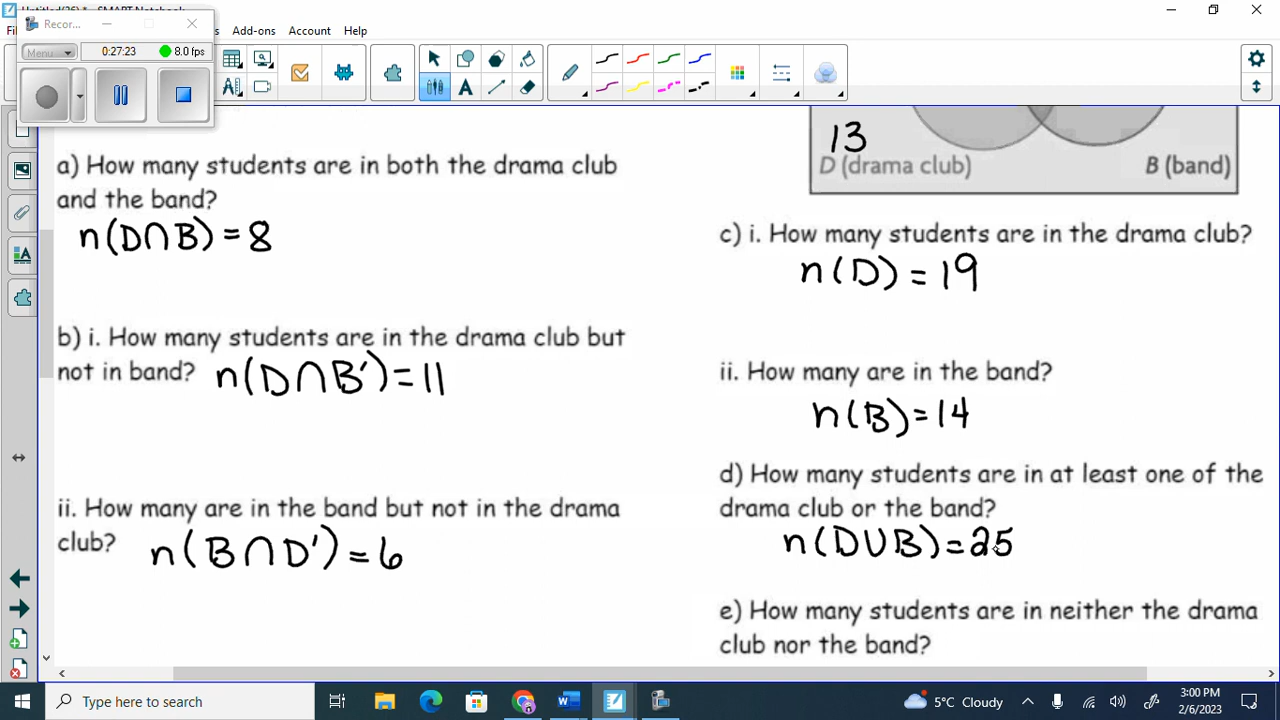 Recor...
Menu
0:27:23
8.0 fps
Add-ons Account Help
a) How many students are in both the drama club
and the band?
n(D∩B) = 8
b) i. How many students are in the drama club but
not in band? n(D∩B')=11
ii. How many are in the band but not in the drama
club? n(B∩D')=6
13
D (drama club) B (band)
c) i. How many students are in the drama club?
n(D) = 19
ii. How many are in the band?
n(B)=14
d) How many students are in at least one of the
drama club or the band?
n(D∪B)=25
e) How many students are in neither the drama
club nor the band?
Type here to search
5°C Cloudy
3:00 PM
2/6/2023